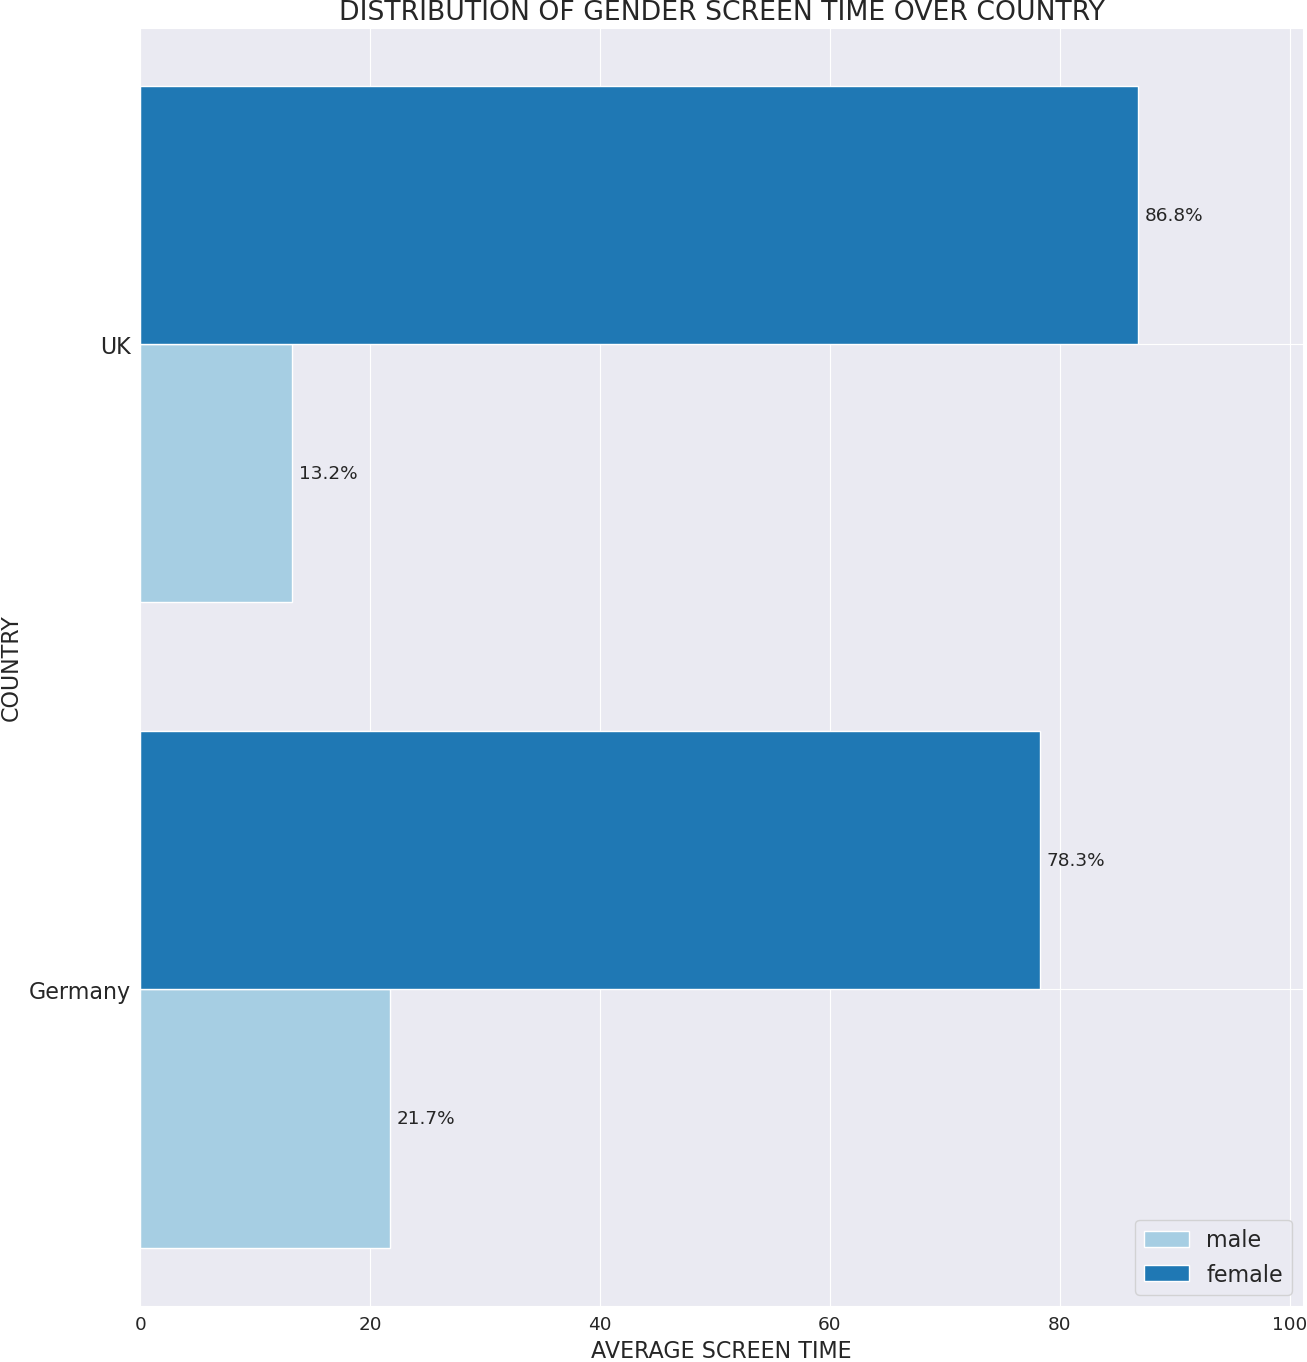 DISTRIBUTION OF GENDER SCREEN TIME OVER COUNTRY
86.8%
UK
13.2%
COUNTRY
78.3%
Germany
21.7%
male
female
0 20 40 60 80 100
AVERAGE SCREEN TIME